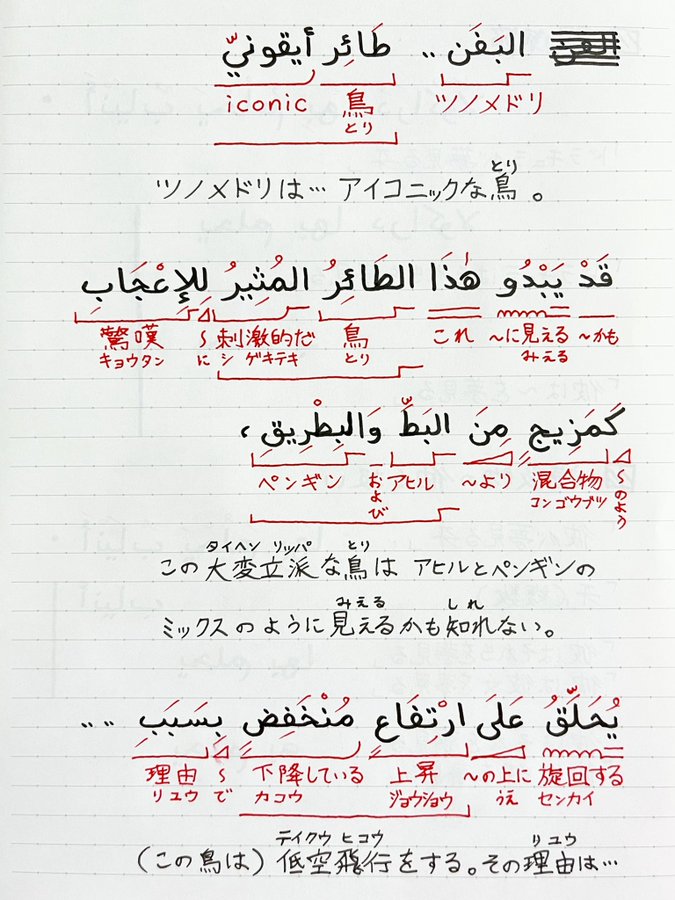 البَفَن .. طَائِر أيقونيّ
iconic 鳥 ツノメドリ
とり
とり
ツノメドリは… アイコニックな鳥。
قَدْ يَبْدُو هٰذَا الطَائِرُ المُثِيرُ لِلإعْجَابِ
驚嘆 〜に 刺激的だ 鳥 これ 〜に見える 〜かも
キョウタン シゲキテキ とり みえる
كَمَزِيج مِنَ البَطِّ وَالبِطْرِيق ،
ペンギン および アヒル 〜より 混合物 〜のよう
コンゴウブツ
タイヘン リッパ とり
この大変立派な鳥は アヒルとペンギンの
みえる しれ
ミックスのように見えるかも知れない。
يُحَلِّقُ عَلَى ارْتِفَاع مُنْخَفِض بِسَبَب ....
理由 〜で 下降している 上昇 〜の上に 旋回する
リュウ カコウ ジョウショウ うえ センカイ
テイクウ ヒコウ リユウ
(この鳥は) 低空飛行をする。その理由は…